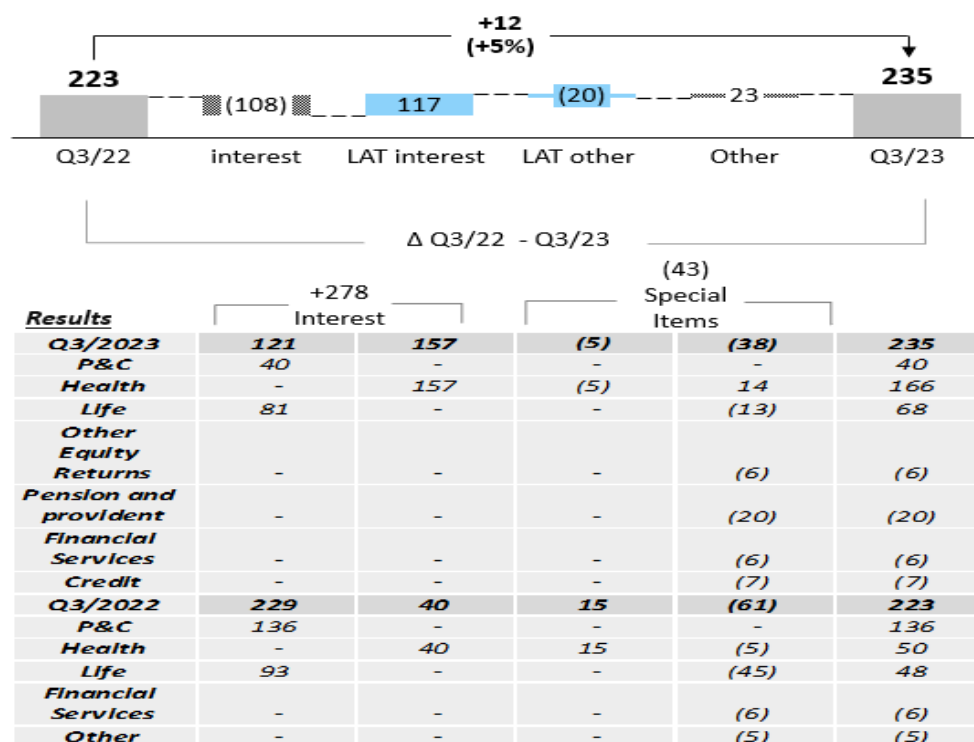 +12
(+5%)
223 (108) 117 (20) 23 235
Q3/22 interest LAT interest LAT other Other Q3/23
Δ Q3/22 - Q3/23
+278
Interest
(43)
Special
Items
Results
Q3/2023 121 157 (5) (38) 235
P&C 40 - - - 40
Health - 157 (5) 14 166
Life 81 - - (13) 68
Other
Equity
Returns - - - (6) (6)
Pension and
provident - - - (20) (20)
Financial
Services - - - (6) (6)
Credit - - - (7) (7)
Q3/2022 229 40 15 (61) 223
P&C 136 - - - 136
Health - 40 15 (5) 50
Life 93 - - (45) 48
Financial
Services - - - (6) (6)
Other - - - (5) (5)